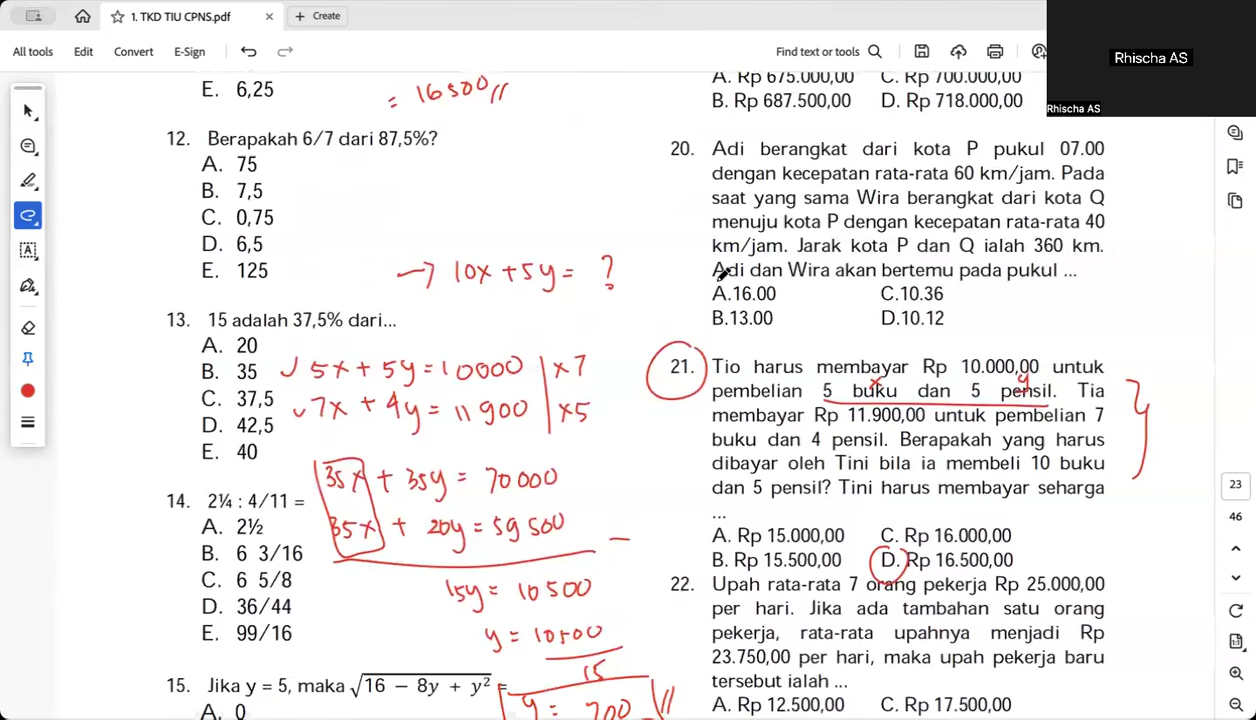 1. TKD TIU CPNS.pdf
Create
All tools
Edit
Convert
E-Sign
Find text or tools
Rhischa AS
Rhischa AS
E. 6,25
= 16500 //
12. Berapakah 6/7 dari 87,5%?
A. 75
B. 7,5
C. 0,75
D. 6,5
E. 125
→ 10x + 5y = ?
13. 15 adalah 37,5% dari...
A. 20
B. 35
C. 37,5
D. 42,5
E. 40
5x + 5y = 10000 | x7
7x + 4y = 11900 | x5
35x + 35y = 70000
35x + 20y = 59500 –
15y = 10500
y = 10500
15
y = 700 //
14. 2¼ : 4/11 =
A. 2½
B. 6 3/16
C. 6 5/8
D. 36/44
E. 99/16
15. Jika y = 5, maka √16 − 8y + y² =
A. 0
A. Rp 675.000,00 C. Rp 700.000,00
B. Rp 687.500,00 D. Rp 718.000,00
20. Adi berangkat dari kota P pukul 07.00
dengan kecepatan rata-rata 60 km/jam. Pada
saat yang sama Wira berangkat dari kota Q
menuju kota P dengan kecepatan rata-rata 40
km/jam. Jarak kota P dan Q ialah 360 km.
Adi dan Wira akan bertemu pada pukul ...
A.16.00 C.10.36
B.13.00 D.10.12
21. Tio harus membayar Rp 10.000,00 untuk
x y
pembelian 5 buku dan 5 pensil. Tia
membayar Rp 11.900,00 untuk pembelian 7
buku dan 4 pensil. Berapakah yang harus
dibayar oleh Tini bila ia membeli 10 buku
dan 5 pensil? Tini harus membayar seharga
...
A. Rp 15.000,00 C. Rp 16.000,00
B. Rp 15.500,00 D. Rp 16.500,00
22. Upah rata-rata 7 orang pekerja Rp 25.000,00
per hari. Jika ada tambahan satu orang
pekerja, rata-rata upahnya menjadi Rp
23.750,00 per hari, maka upah pekerja baru
tersebut ialah ...
A. Rp 12.500,00 C. Rp 17.500,00
23
46